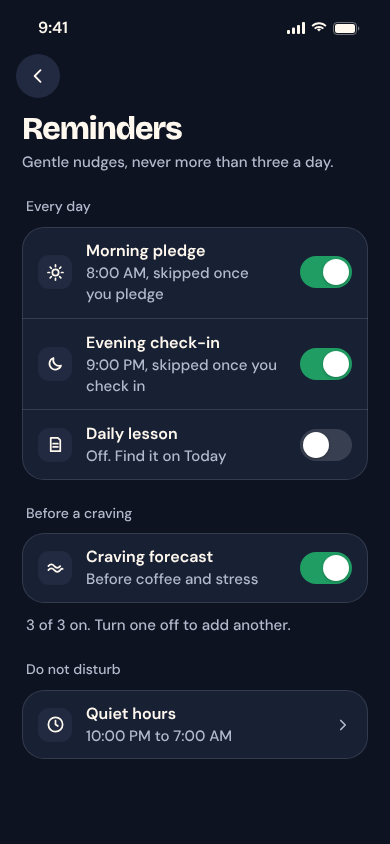 9:41
Reminders
Gentle nudges, never more than three a day.
Every day
Morning pledge
8:00 AM, skipped once
you pledge
Evening check-in
9:00 PM, skipped once you
check in
Daily lesson
Off. Find it on Today
Before a craving
Craving forecast
Before coffee and stress
3 of 3 on. Turn one off to add another.
Do not disturb
Quiet hours
10:00 PM to 7:00 AM